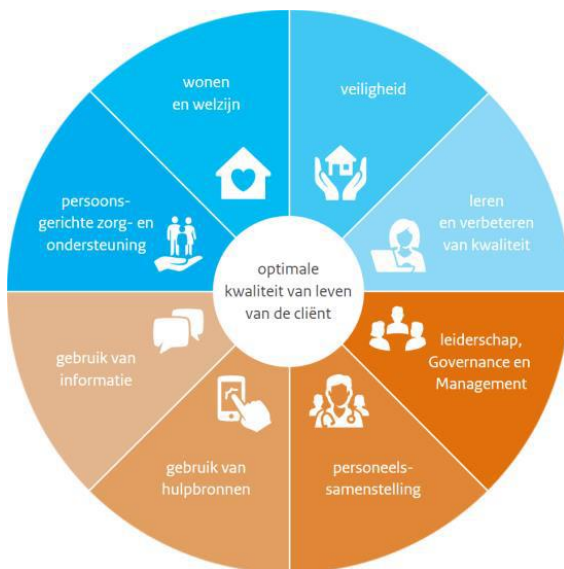 wonen
en welzijn
veiligheid
persoons-
gerichte zorg- en
ondersteuning
leren
en verbeteren
van kwaliteit
optimale
kwaliteit van leven
van de cliënt
gebruik van
informatie
leiderschap,
Governance en
Management
gebruik van
hulpbronnen
personeels-
samenstelling